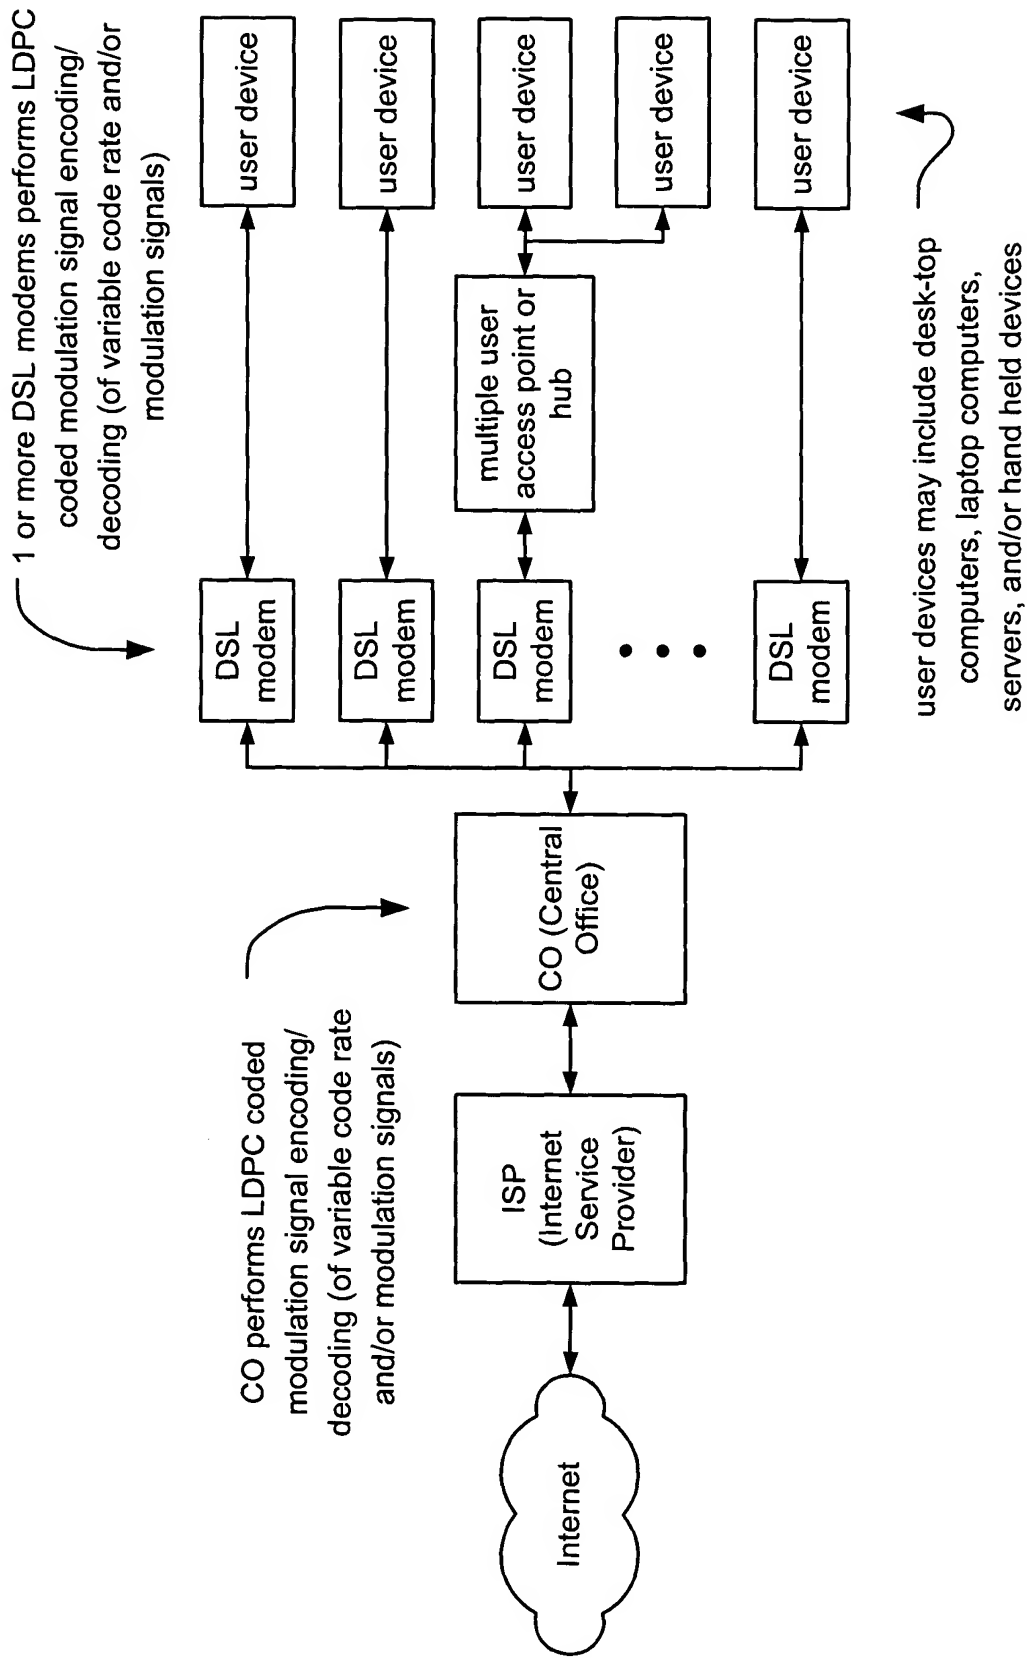 1 or more DSL modems performs LDPC
coded modulation signal encoding/
decoding (of variable code rate and/or
modulation signals)
CO performs LDPC coded
modulation signal encoding/
decoding (of variable code rate
and/or modulation signals)
Internet
ISP
(Internet
Service
Provider)
CO (Central
Office)
DSL
modem
user device
DSL
modem
user device
DSL
modem
multiple user
access point or
hub
user device
user device
DSL
modem
user device
user devices may include desk-top
computers, laptop computers,
servers, and/or hand held devices